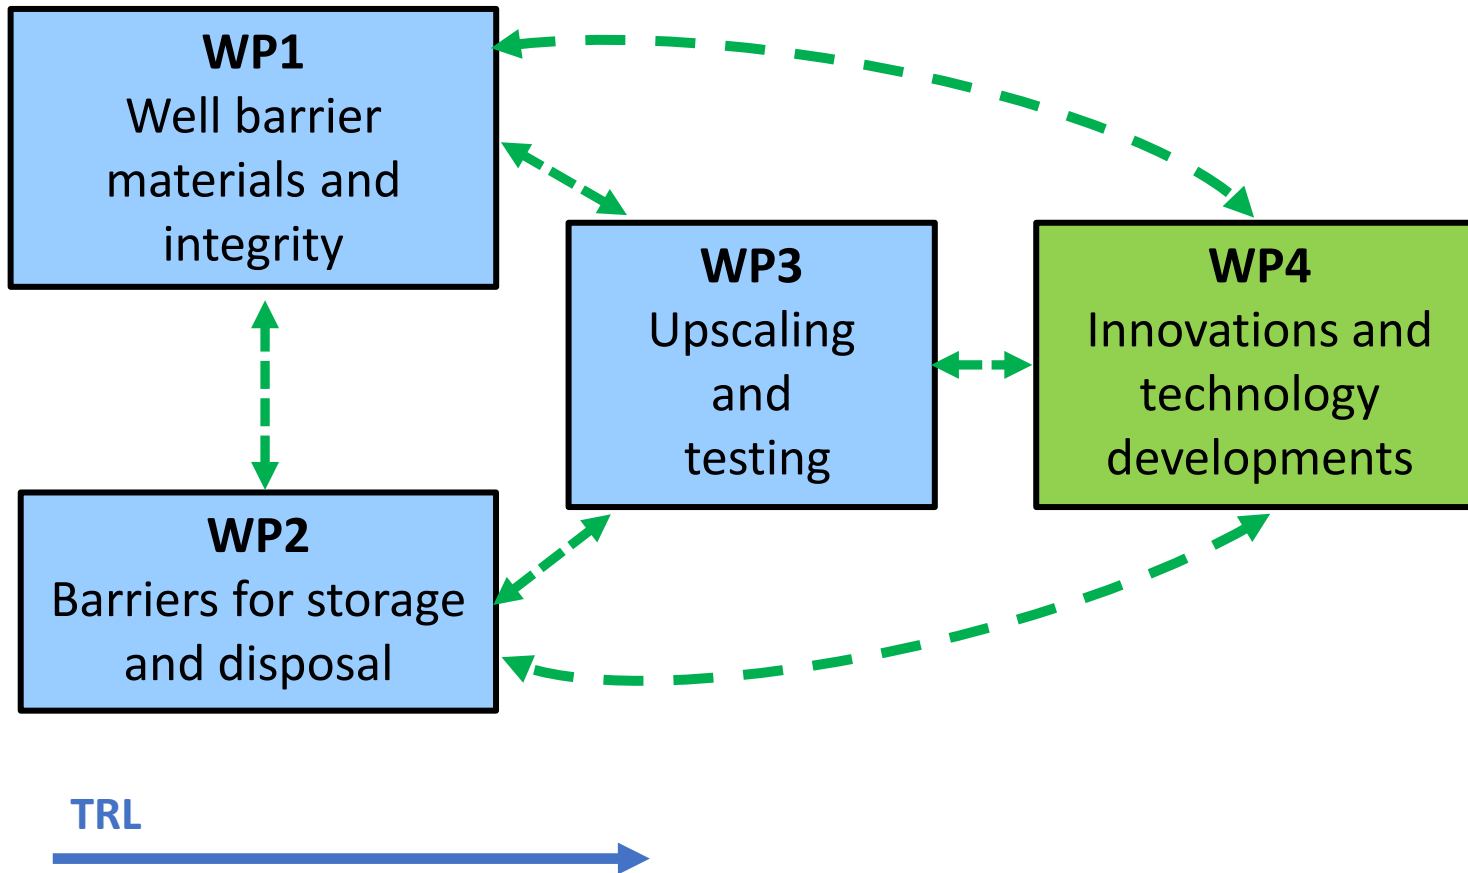 WP1
Well barrier
materials and
integrity
WP2
Barriers for storage
and disposal
WP3
Upscaling
and
testing
WP4
Innovations and
technology
developments
TRL